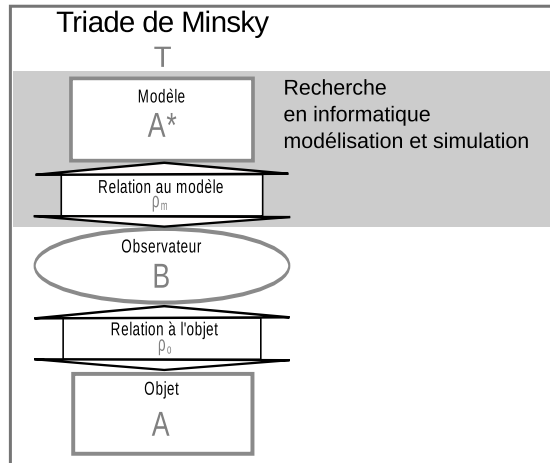 Triade de Minsky
T
Modèle
A*
Recherche
en informatique
modélisation et simulation
Relation au modèle
ρm
Observateur
B
Relation à l'objet
ρo
Objet
A